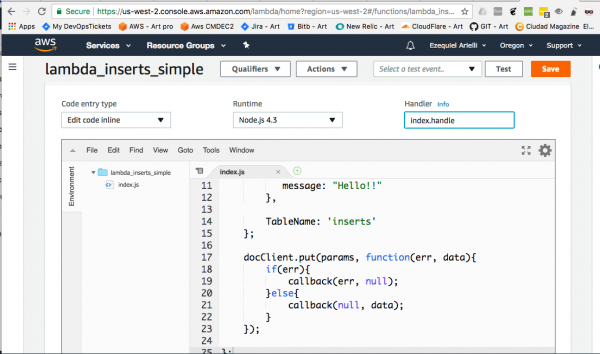 Secure https://us-west-2.console.aws.amazon.com/lambda/home?region=us-west-2#/functions/lambda_ins...
Apps My DevOpsTickets AWS - Art pro Aws CMDEC2 Jira - Art Bitb - Art New Relic - Art CloudFlare - Art GIT - Art Ciudad Magazine El...
aws Services Resource Groups Ezequiel Arielli Oregon Support
lambda_inserts_simple Qualifiers Actions Select a test event.. Test Save
Code entry type Runtime Handler Info
Edit code inline Node.js 4.3 index.handle
File Edit Find View Goto Tools Window
Environment
lambda_inserts_simple
index.js
index.js
11 message: "Hello!!"
12 },
13
14 TableName: 'inserts'
15 };
16
17 docClient.put(params, function(err, data){
18 if(err){
19 callback(err, null);
20 }else{
21 callback(null, data);
22 }
23 });
24
25 };